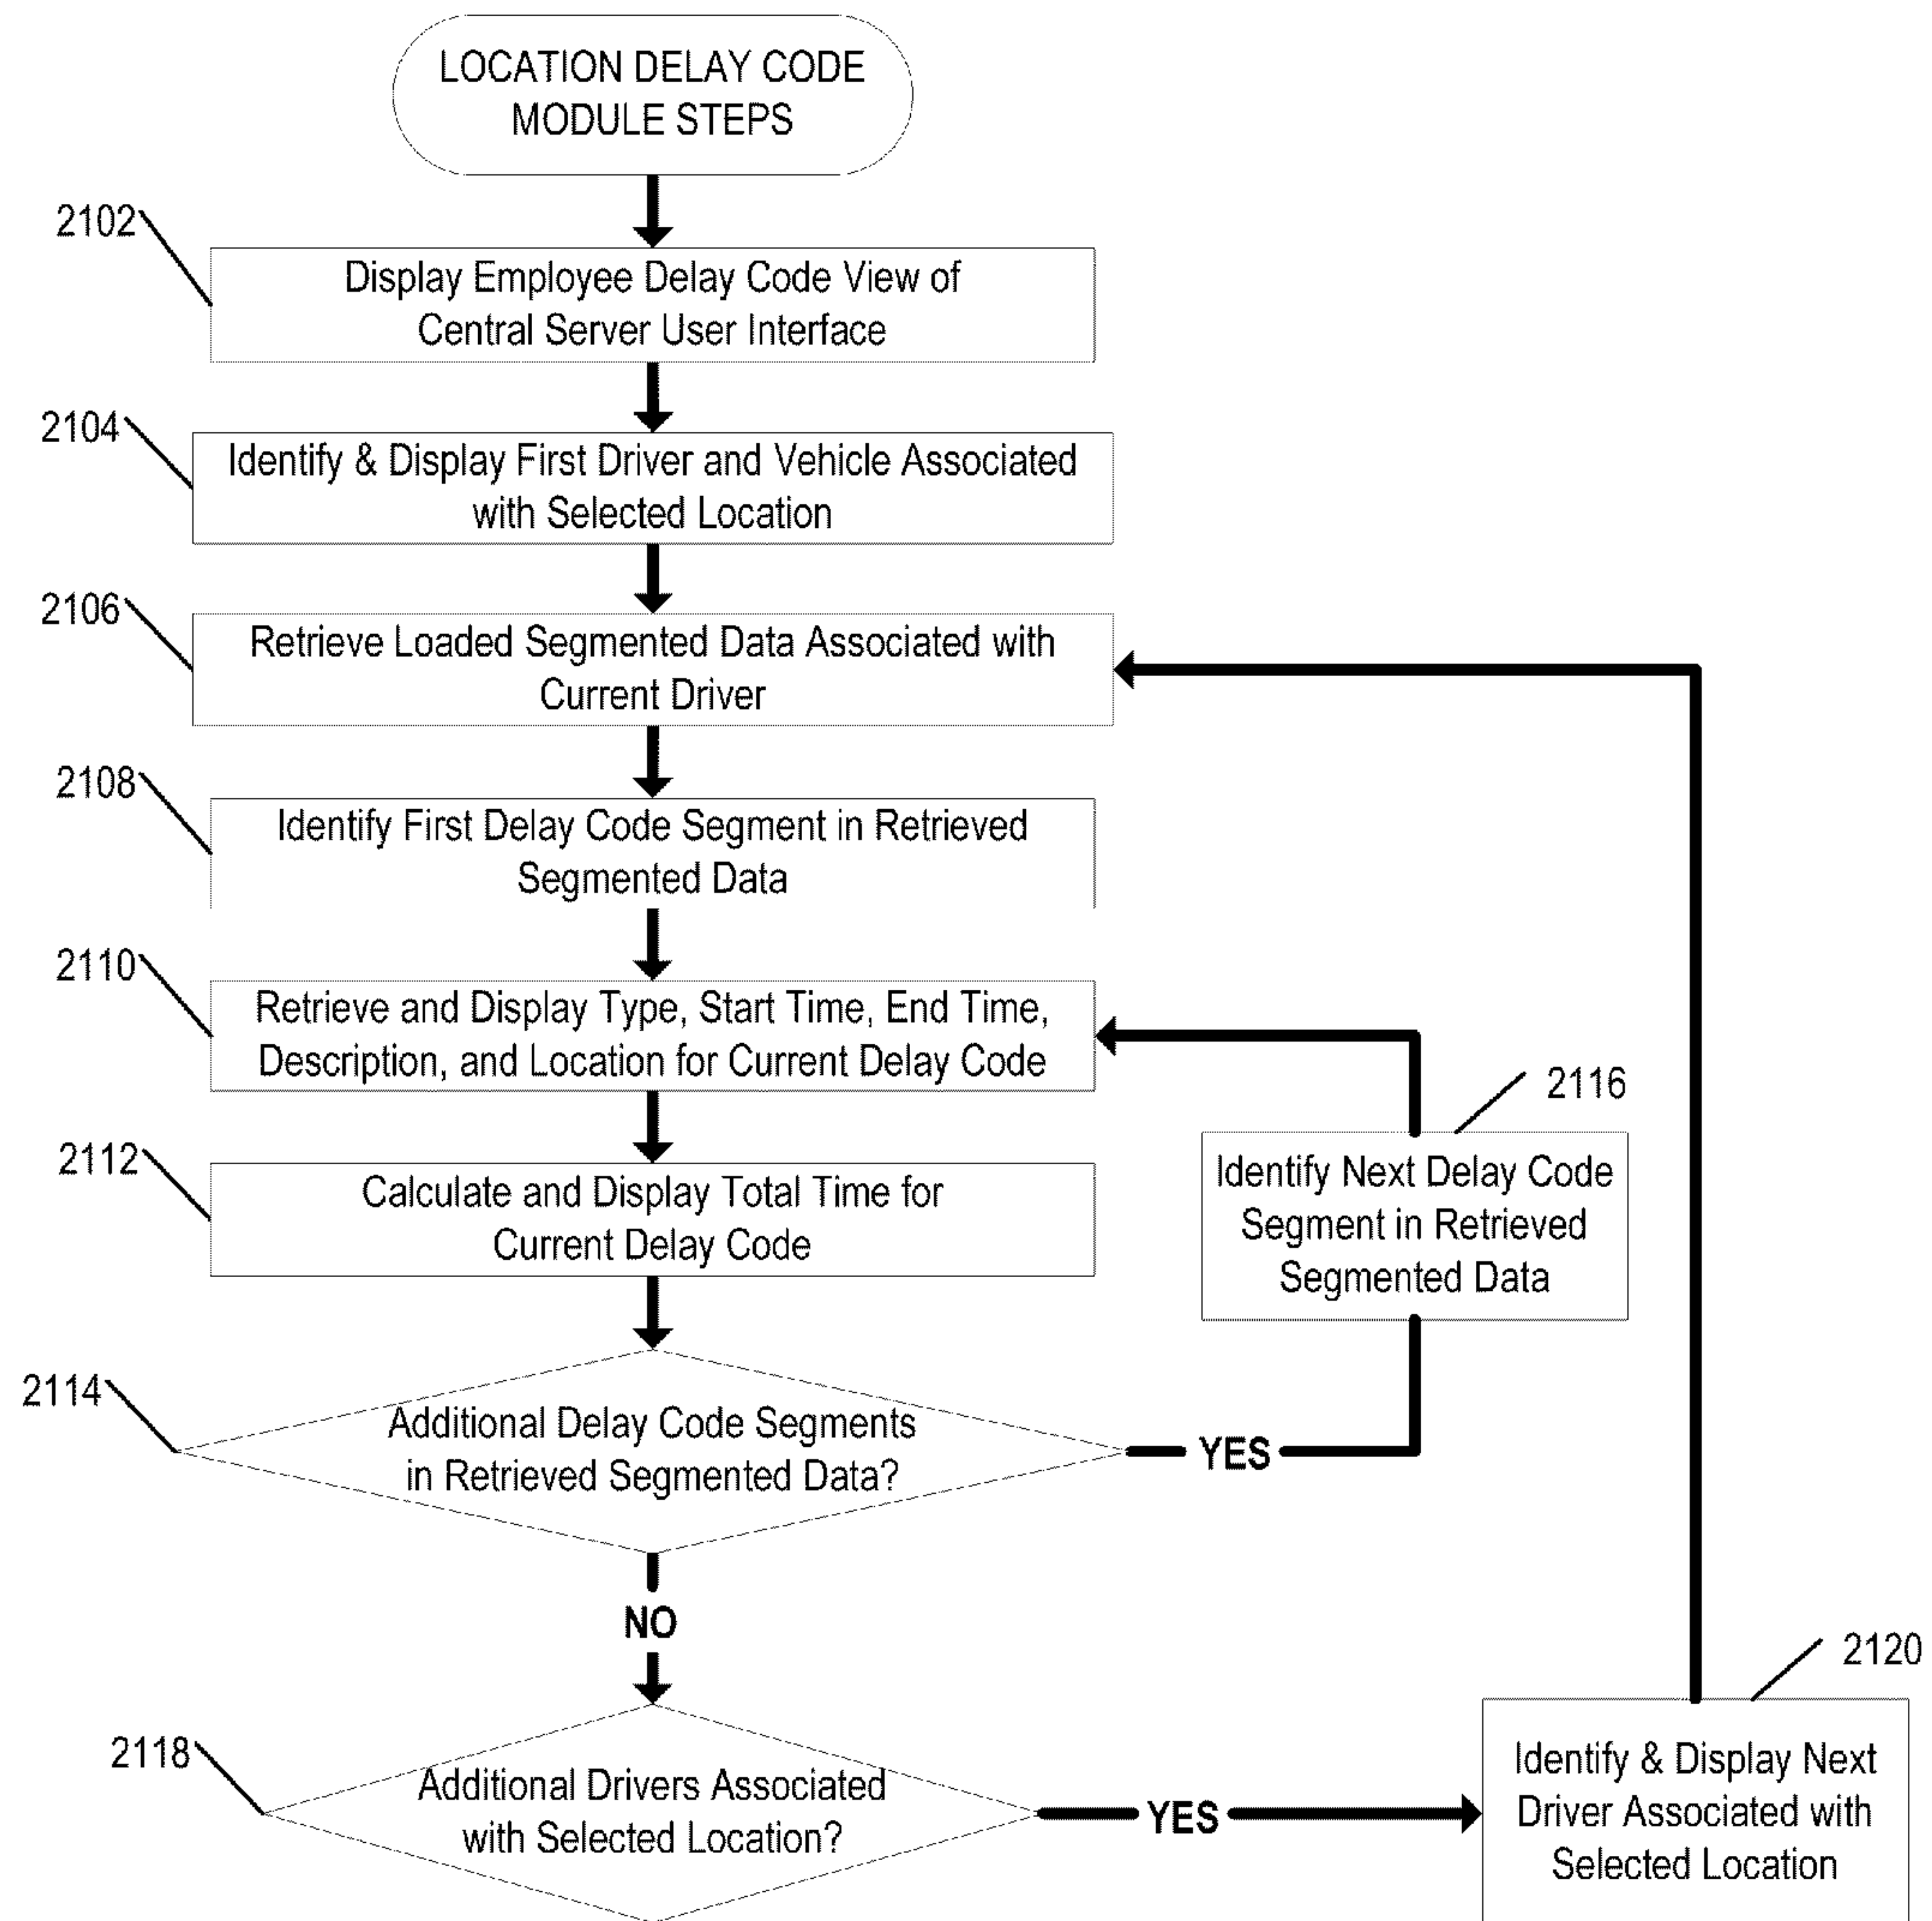 LOCATION DELAY CODE
MODULE STEPS
2102
Display Employee Delay Code View of
Central Server User Interface
2104
Identify & Display First Driver and Vehicle Associated
with Selected Location
2106
Retrieve Loaded Segmented Data Associated with
Current Driver
2108
Identify First Delay Code Segment in Retrieved
Segmented Data
2110
Retrieve and Display Type, Start Time, End Time,
Description, and Location for Current Delay Code
2116
Identify Next Delay Code
Segment in Retrieved
Segmented Data
2112
Calculate and Display Total Time for
Current Delay Code
2114
Additional Delay Code Segments
in Retrieved Segmented Data?
YES
NO
2118
Additional Drivers Associated
with Selected Location?
YES
2120
Identify & Display Next
Driver Associated with
Selected Location